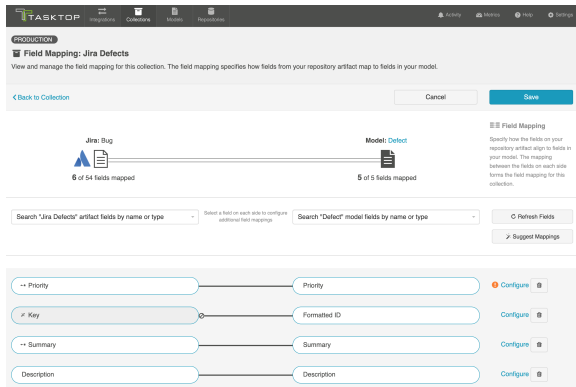 TASKTOP
Integrations
Collections
Models
Repositories
Activity
Metrics
Help
Settings
PRODUCTION
Field Mapping: Jira Defects
View and manage the field mapping for this collection. The field mapping specifies how fields from your repository artifact map to fields in your model.
Back to Collection
Cancel
Save
Field Mapping
Specify how the fields on your
repository artifact align to fields in
your model. The mapping
between the fields on each side
forms the field mapping for this
collection.
Jira: Bug
Model: Defect
6 of 54 fields mapped
5 of 5 fields mapped
Search "Jira Defects" artifact fields by name or type
Select a field on each side to configure
additional field mappings
Search "Defect" model fields by name or type
Refresh Fields
Suggest Mappings
Priority
Priority
Configure
Key
Formatted ID
Configure
Summary
Summary
Configure
Description
Description
Configure